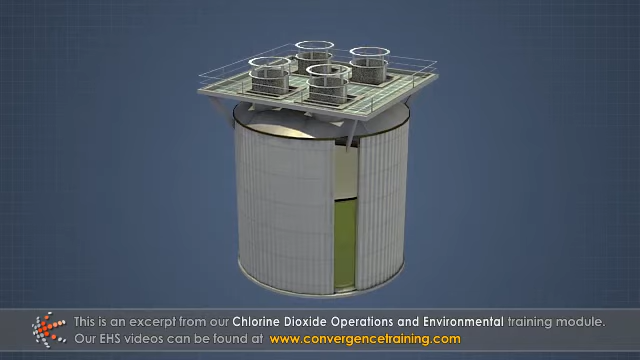 This is an excerpt from our Chlorine Dioxide Operations and Environmental training module.
Our EHS videos can be found at www.convergencetraining.com